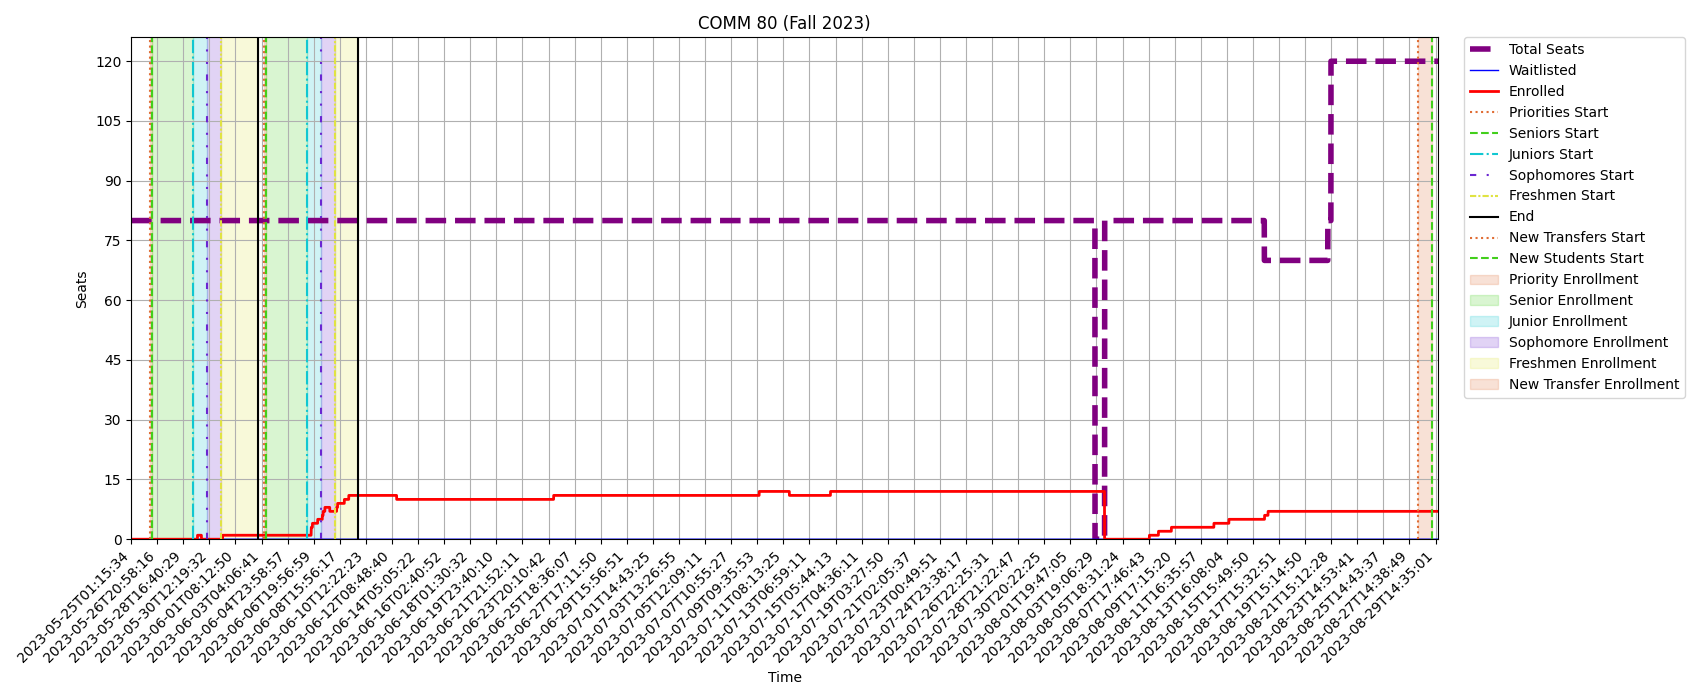 COMM 80 (Fall 2023)
Seats
120
105
90
75
60
45
30
15
0
2023-05-25T01:15:34
2023-05-26T20:58:16
2023-05-28T16:40:29
2023-05-30T12:19:32
2023-06-01T08:12:50
2023-06-03T04:06:41
2023-06-04T23:58:57
2023-06-06T19:56:59
2023-06-08T15:56:17
2023-06-10T12:22:23
2023-06-12T08:48:40
2023-06-14T05:05:22
2023-06-16T02:40:52
2023-06-18T01:30:32
2023-06-19T23:40:10
2023-06-21T21:52:11
2023-06-23T20:10:42
2023-06-25T18:36:07
2023-06-27T17:11:50
2023-06-29T15:56:51
2023-07-01T14:43:25
2023-07-03T13:26:55
2023-07-05T12:09:11
2023-07-07T10:55:27
2023-07-09T09:35:53
2023-07-11T08:13:25
2023-07-13T06:59:11
2023-07-15T05:44:13
2023-07-17T04:36:11
2023-07-19T03:27:50
2023-07-21T02:05:37
2023-07-23T00:49:51
2023-07-24T23:38:17
2023-07-26T22:25:31
2023-07-28T21:22:47
2023-07-30T20:22:25
2023-08-01T19:47:05
2023-08-03T19:06:29
2023-08-05T18:31:24
2023-08-07T17:46:43
2023-08-09T17:15:20
2023-08-11T16:35:57
2023-08-13T16:08:04
2023-08-15T15:49:50
2023-08-17T15:32:51
2023-08-19T15:14:50
2023-08-21T15:12:28
2023-08-23T14:53:41
2023-08-25T14:43:37
2023-08-27T14:38:49
2023-08-29T14:35:01
Time
Total Seats
Waitlisted
Enrolled
Priorities Start
Seniors Start
Juniors Start
Sophomores Start
Freshmen Start
End
New Transfers Start
New Students Start
Priority Enrollment
Senior Enrollment
Junior Enrollment
Sophomore Enrollment
Freshmen Enrollment
New Transfer Enrollment